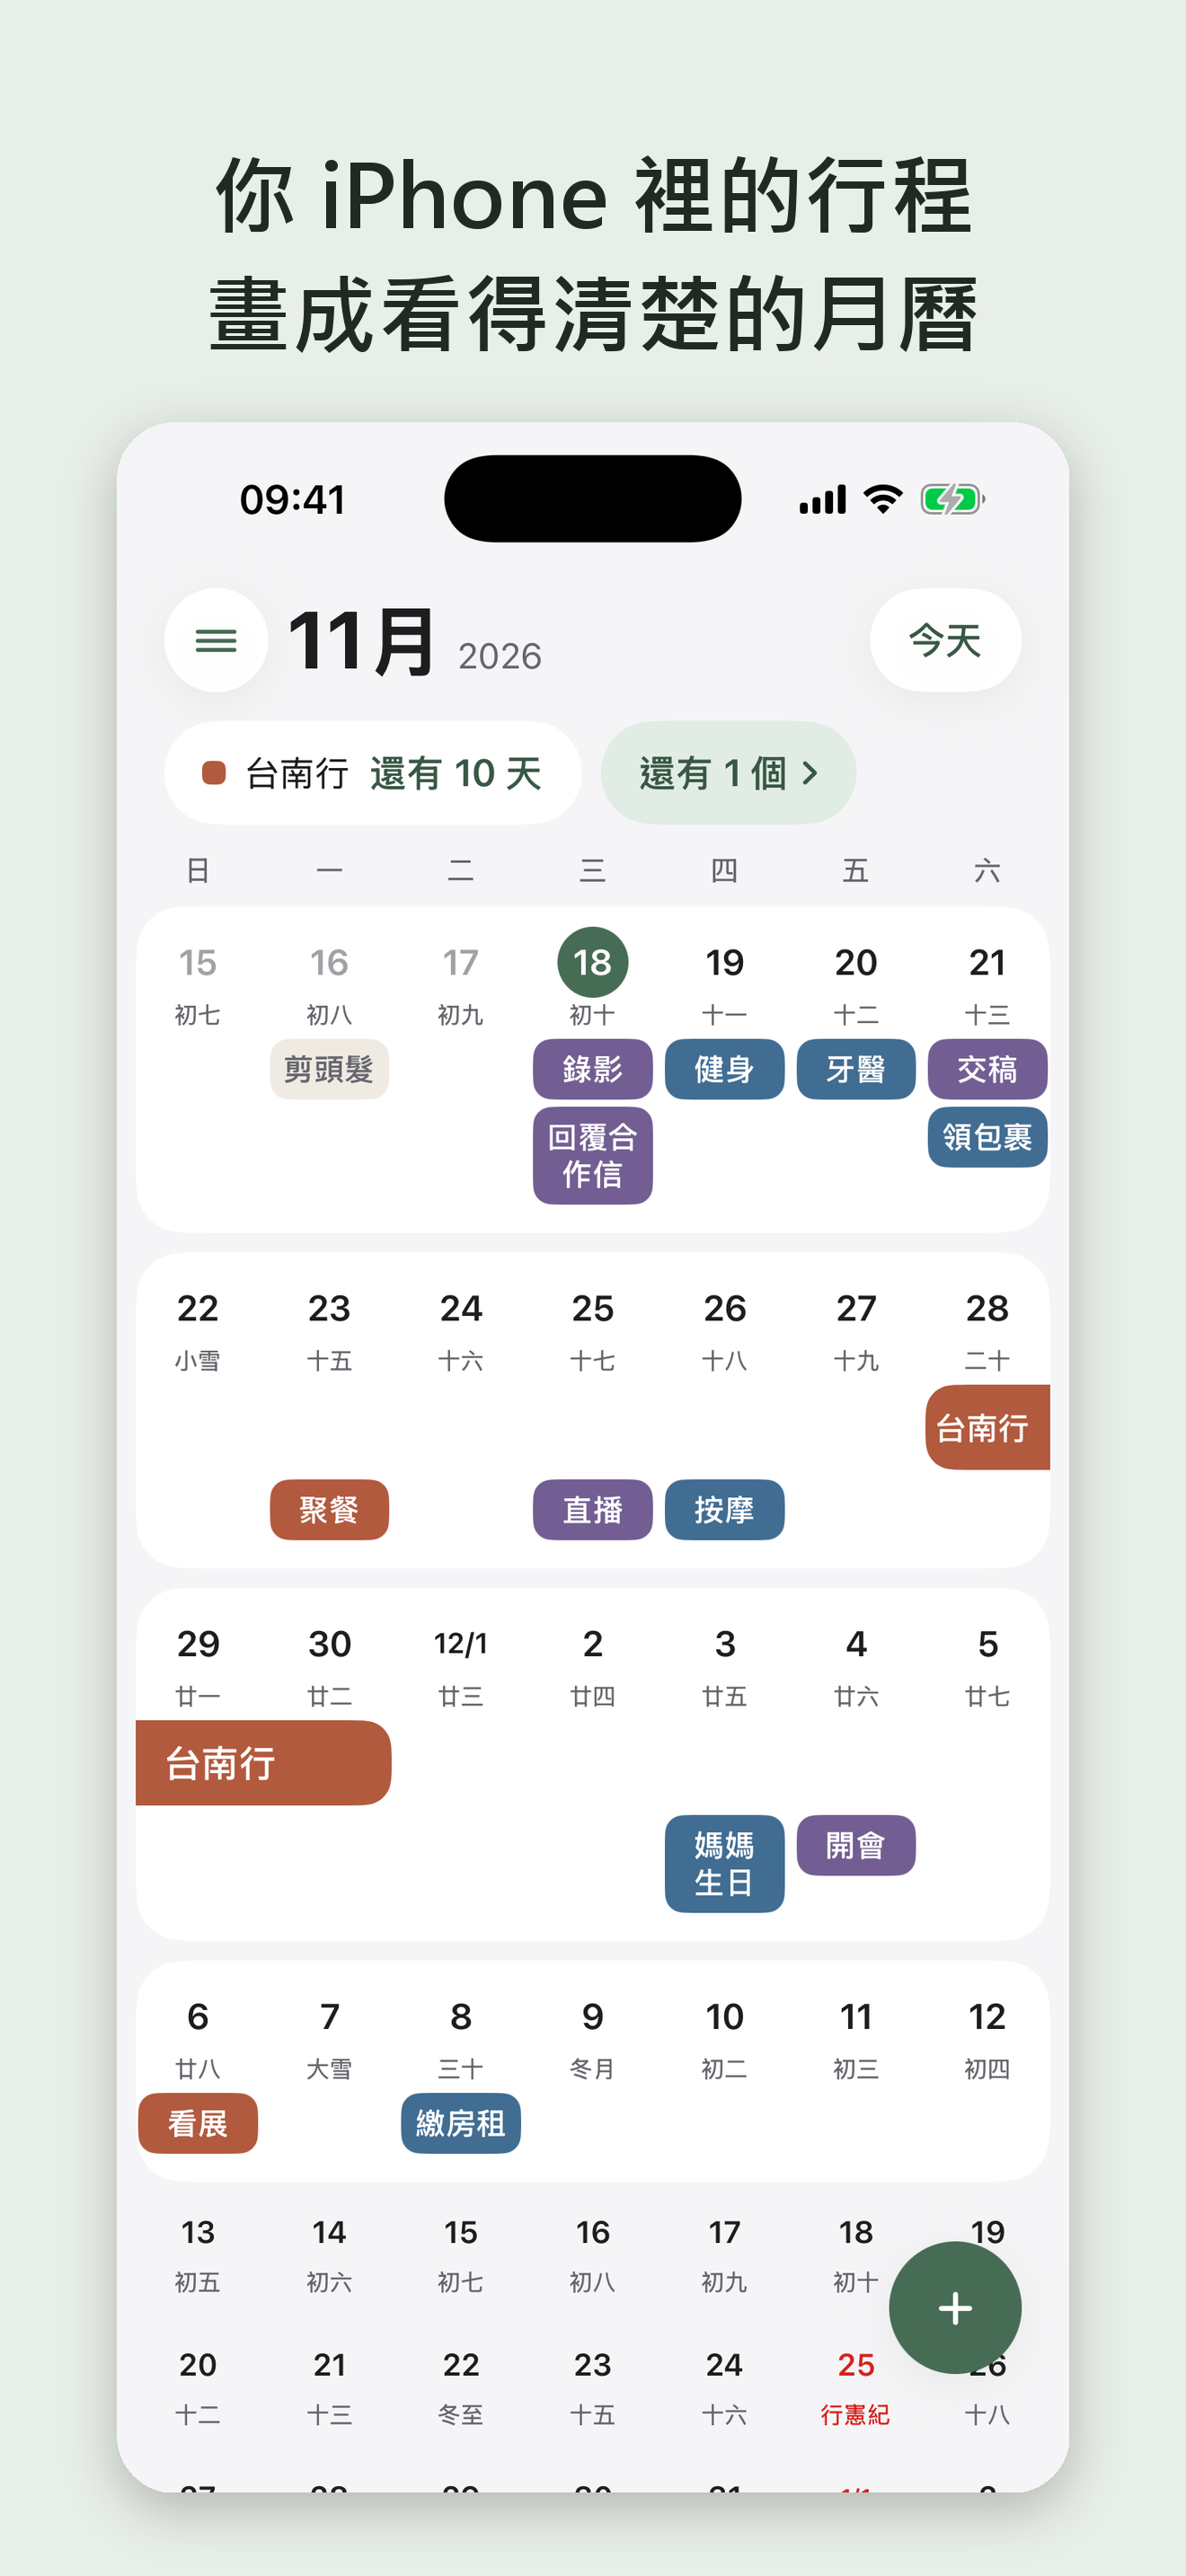 你 iPhone 裡的行程
畫成看得清楚的月曆
09:41
11月 2026
今天
台南行 還有 10 天
還有 1 個 >
日 一 二 三 四 五 六
15 16 17 18 19 20 21
初七 初八 初九 初十 十一 十二 十三
剪頭髮 錄影 健身 牙醫 交稿
回覆合
作信
領包裹
22 23 24 25 26 27 28
小雪 十五 十六 十七 十八 十九 二十
台南行
聚餐 直播 按摩
29 30 12/1 2 3 4 5
廿一 廿二 廿三 廿四 廿五 廿六 廿七
台南行
媽媽
生日
開會
6 7 8 9 10 11 12
廿八 大雪 三十 冬月 初二 初三 初四
看展 繳房租
13 14 15 16 17 18 19
初五 初六 初七 初八 初九 初十
+
20 21 22 23 24 25 26
十二 十三 冬至 十五 十六 行憲紀 十八